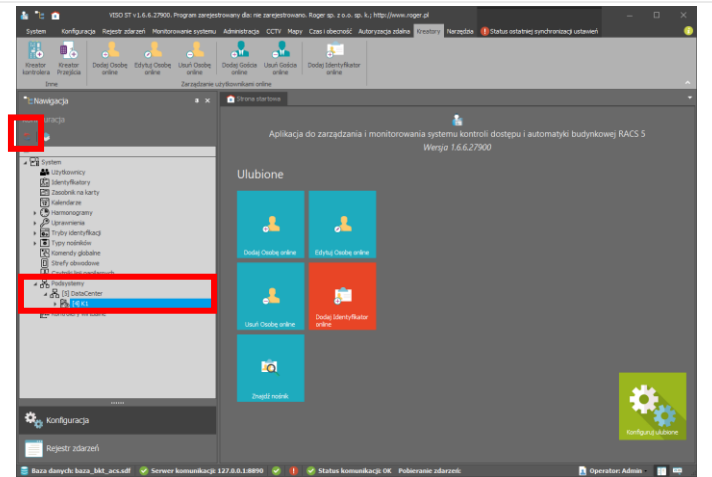 VISO ST v1.6.6.27900. Program zarejestrowany dla: nie zarejestrowano. Roger sp. z o.o. sp. k.; http://www.roger.pl
System Konfiguracja Rejestr zdarzeń Monitorowanie systemu Administracja CCTV Mapy Czas i obecność Autoryzacja zdalna Kreatory Narzędzia Status ostatniej synchronizacji ustawień
Kreator kontrolera
Kreator Przejścia
Dodaj Osobę online
Edytuj Osobę online
Usuń Osobę online
Dodaj Gościa online
Usuń Gościa online
Dodaj Identyfikator online
Inne
Zarządzanie użytkownikami online
Nawigacja
Strona startowa
System
Użytkownicy
Identyfikatory
Zasobnik na karty
Kalendarze
Harmonogramy
Uprawnienia
Tryby identyfikacji
Typy nośników
Komendy globalne
Strefy obwodowe
Podsystemy
[3] DataCenter
[4] K1
Aplikacja do zarządzania i monitorowania systemu kontroli dostępu i automatyki budynkowej RACS 5
Wersja 1.6.6.27900
Ulubione
Dodaj Osobę online
Edytuj Osobę online
Usuń Osobę online
Dodaj Identyfikator
online
Znajdź nośnik
Konfiguruj ulubione
Konfiguracja
Rejestr zdarzeń
Baza danych: baza_bkt_acs.sdf Serwer komunikacji: 127.0.0.1:8890 Status komunikacji: OK Pobieranie zdarzeń: Operator: Admin